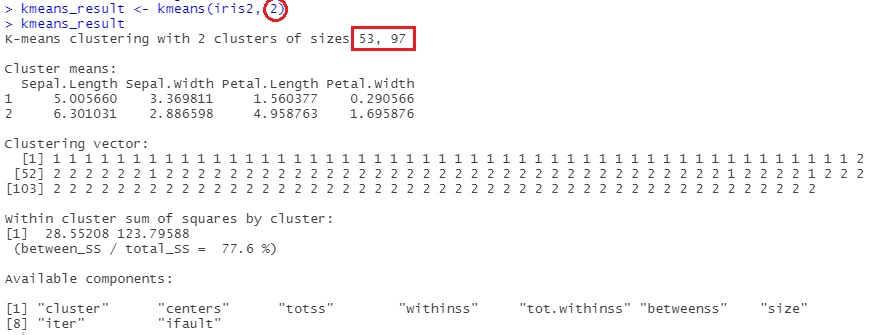 > kmeans_result <- kmeans(iris2, 2)
> kmeans_result
K-means clustering with 2 clusters of sizes 53, 97
Cluster means:
Sepal.Length Sepal.Width Petal.Length Petal.Width
1 5.005660 3.369811 1.560377 0.290566
2 6.301031 2.886598 4.958763 1.695876
Clustering vector:
[1] 1 1 1 1 1 1 1 1 1 1 1 1 1 1 1 1 1 1 1 1 1 1 1 1 1 1 1 1 1 1 1 1 1 1 1 1 1 1 1 1 1 1 1 1 1 1 1 1 1 1 2
[52] 2 2 2 2 2 2 1 2 2 2 2 2 2 2 2 2 2 2 2 2 2 2 2 2 2 2 2 2 2 2 2 2 2 2 2 2 2 2 2 2 2 2 1 2 2 2 2 1 2 2 2
[103] 2 2 2 2 2 2 2 2 2 2 2 2 2 2 2 2 2 2 2 2 2 2 2 2 2 2 2 2 2 2 2 2 2 2 2 2 2 2 2 2 2 2 2 2 2 2 2 2
Within cluster sum of squares by cluster:
[1] 28.55208 123.79588
(between_SS / total_SS = 77.6 %)
Available components:
[1] "cluster" "centers" "totss" "withinss" "tot.withinss" "betweenss" "size"
[8] "iter" "ifault"